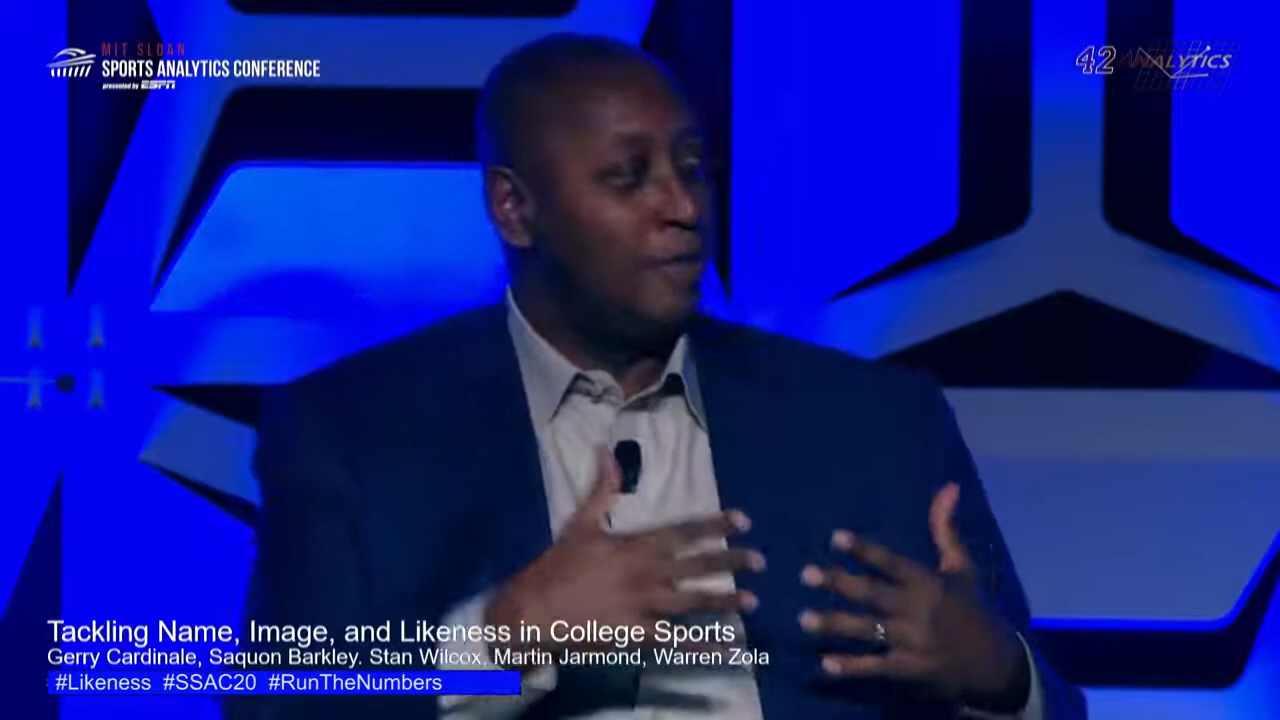 MIT SLOAN
SPORTS ANALYTICS CONFERENCE
presented by ESPN
42 ANALYTICS
Tackling Name, Image, and Likeness in College Sports
Gerry Cardinale, Saquon Barkley. Stan Wilcox, Martin Jarmond, Warren Zola
#Likeness #SSAC20 #RunTheNumbers